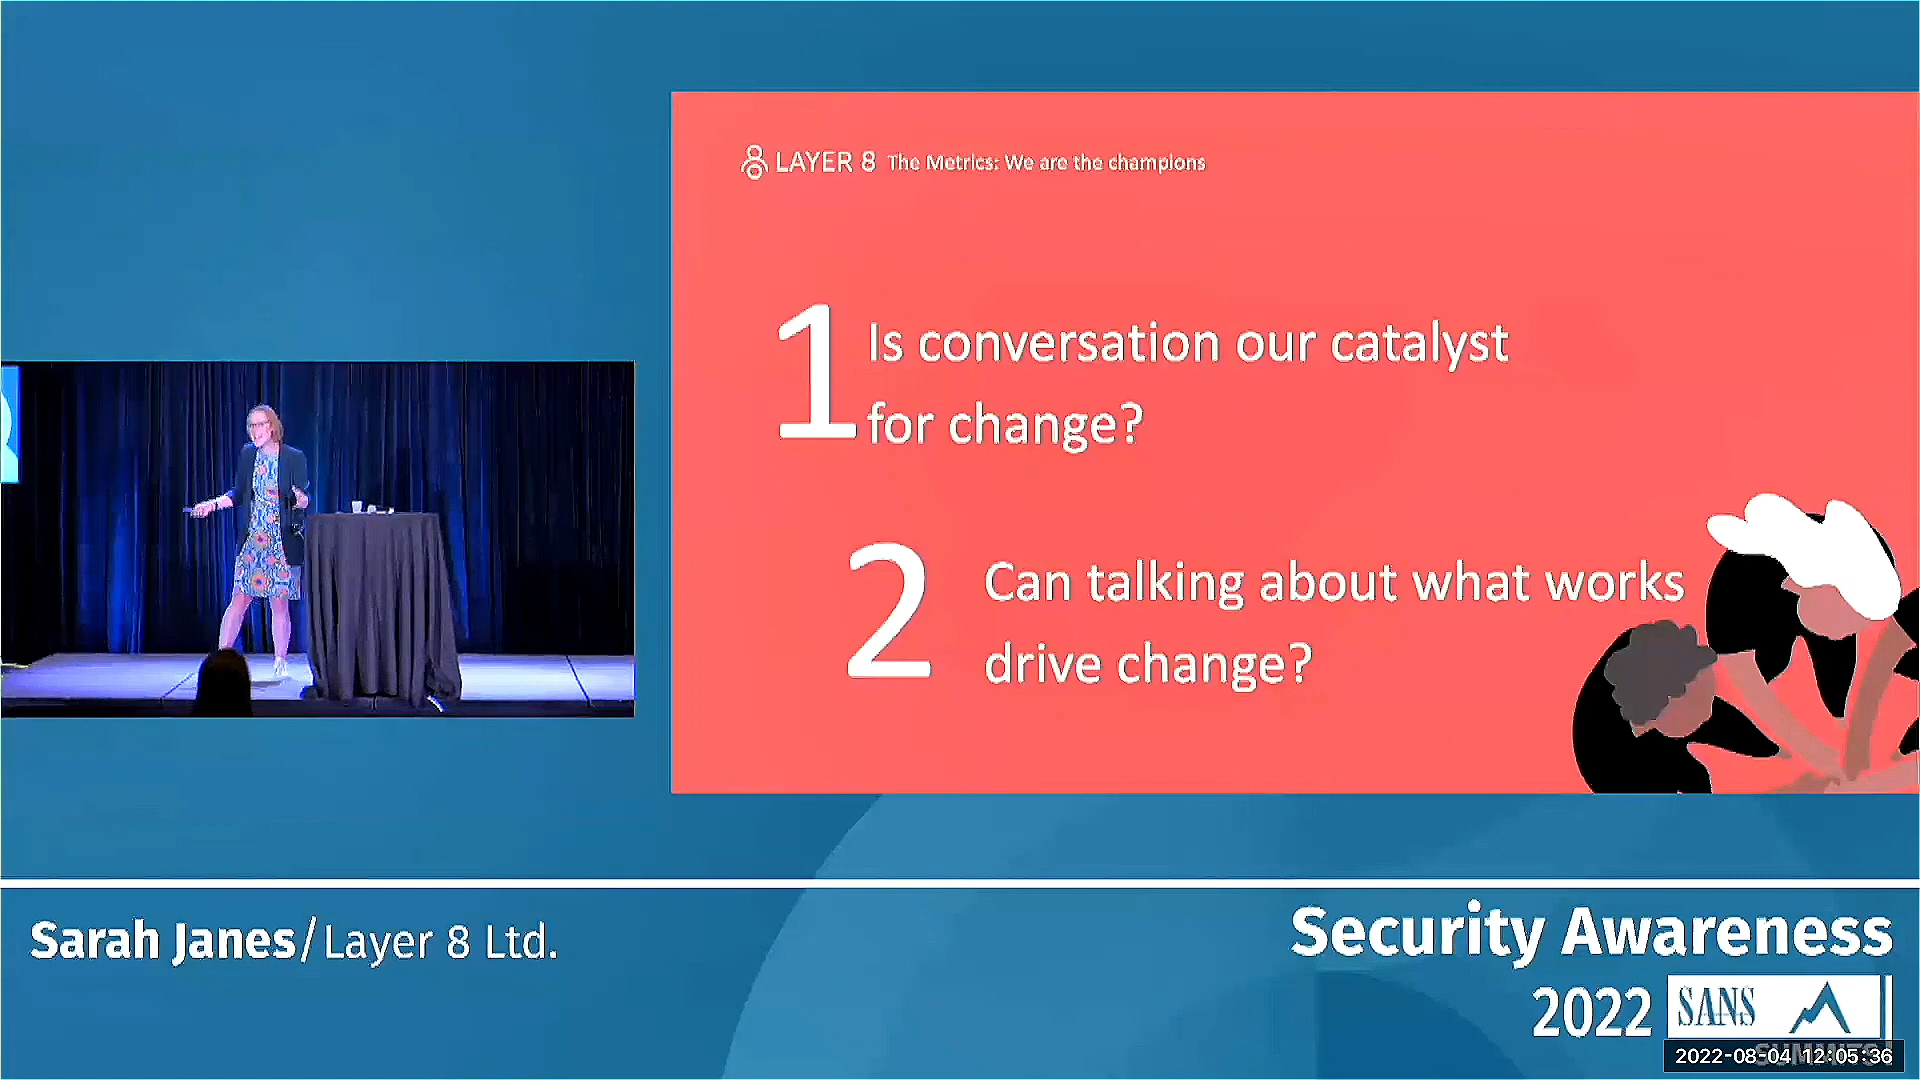 LAYER 8 The Metrics: We are the champions
1 Is conversation our catalyst
for change?
2 Can talking about what works
drive change?
Sarah Janes/Layer 8 Ltd.
Security Awareness
2022 SANS
SUMMITS
2022-08-04 12:05:36